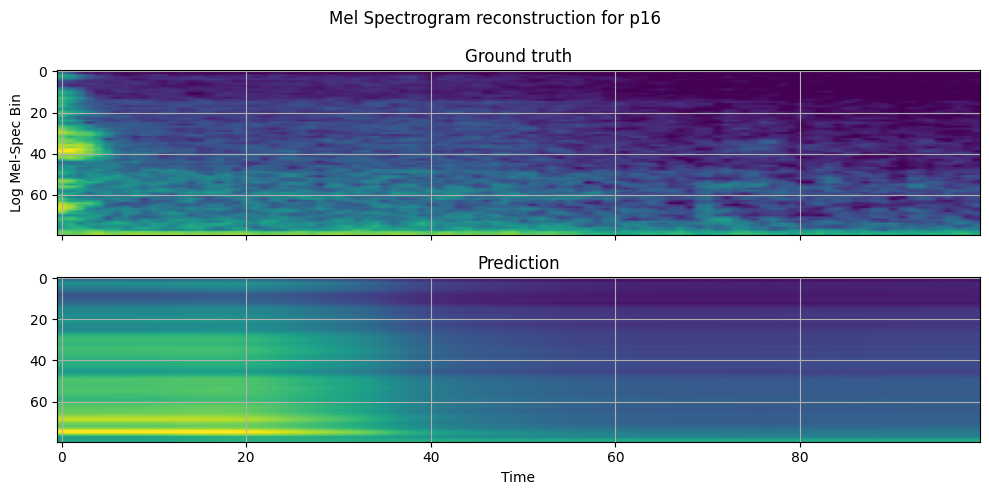 Mel Spectrogram reconstruction for p16
Ground truth
Log Mel-Spec Bin
0
20
40
60
Prediction
0
20
40
60
0 20 40 60 80
Time